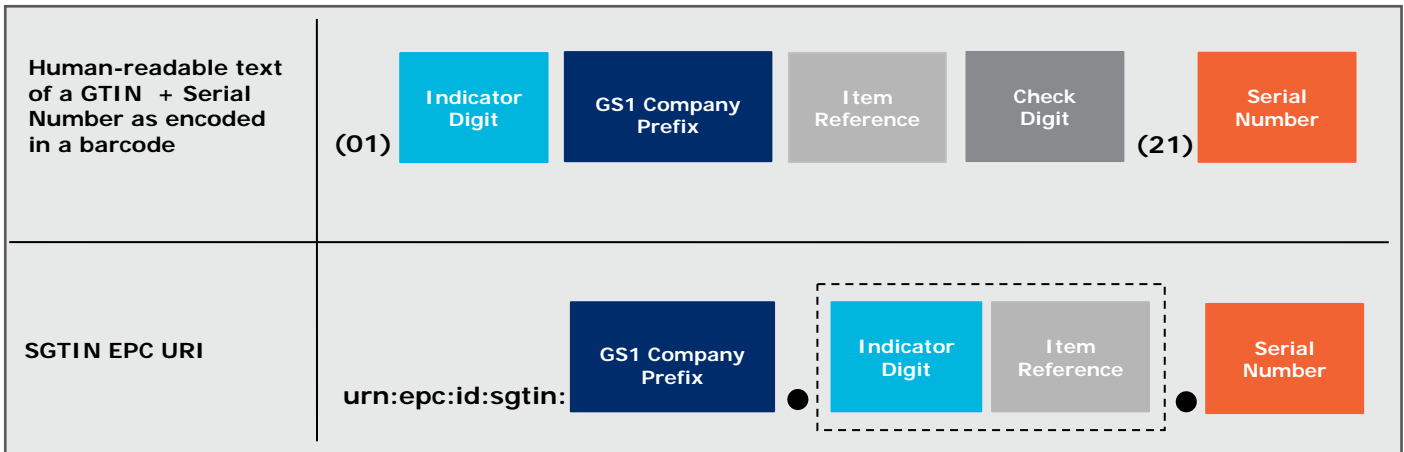 Human-readable text
of a GTIN + Serial
Number as encoded
in a barcode
(01)
Indicator
Digit
GS1 Company
Prefix
Item
Reference
Check
Digit
(21)
Serial
Number
SGTIN EPC URI
urn:epc:id:sgtin:
GS1 Company
Prefix
Indicator
Digit
Item
Reference
Serial
Number